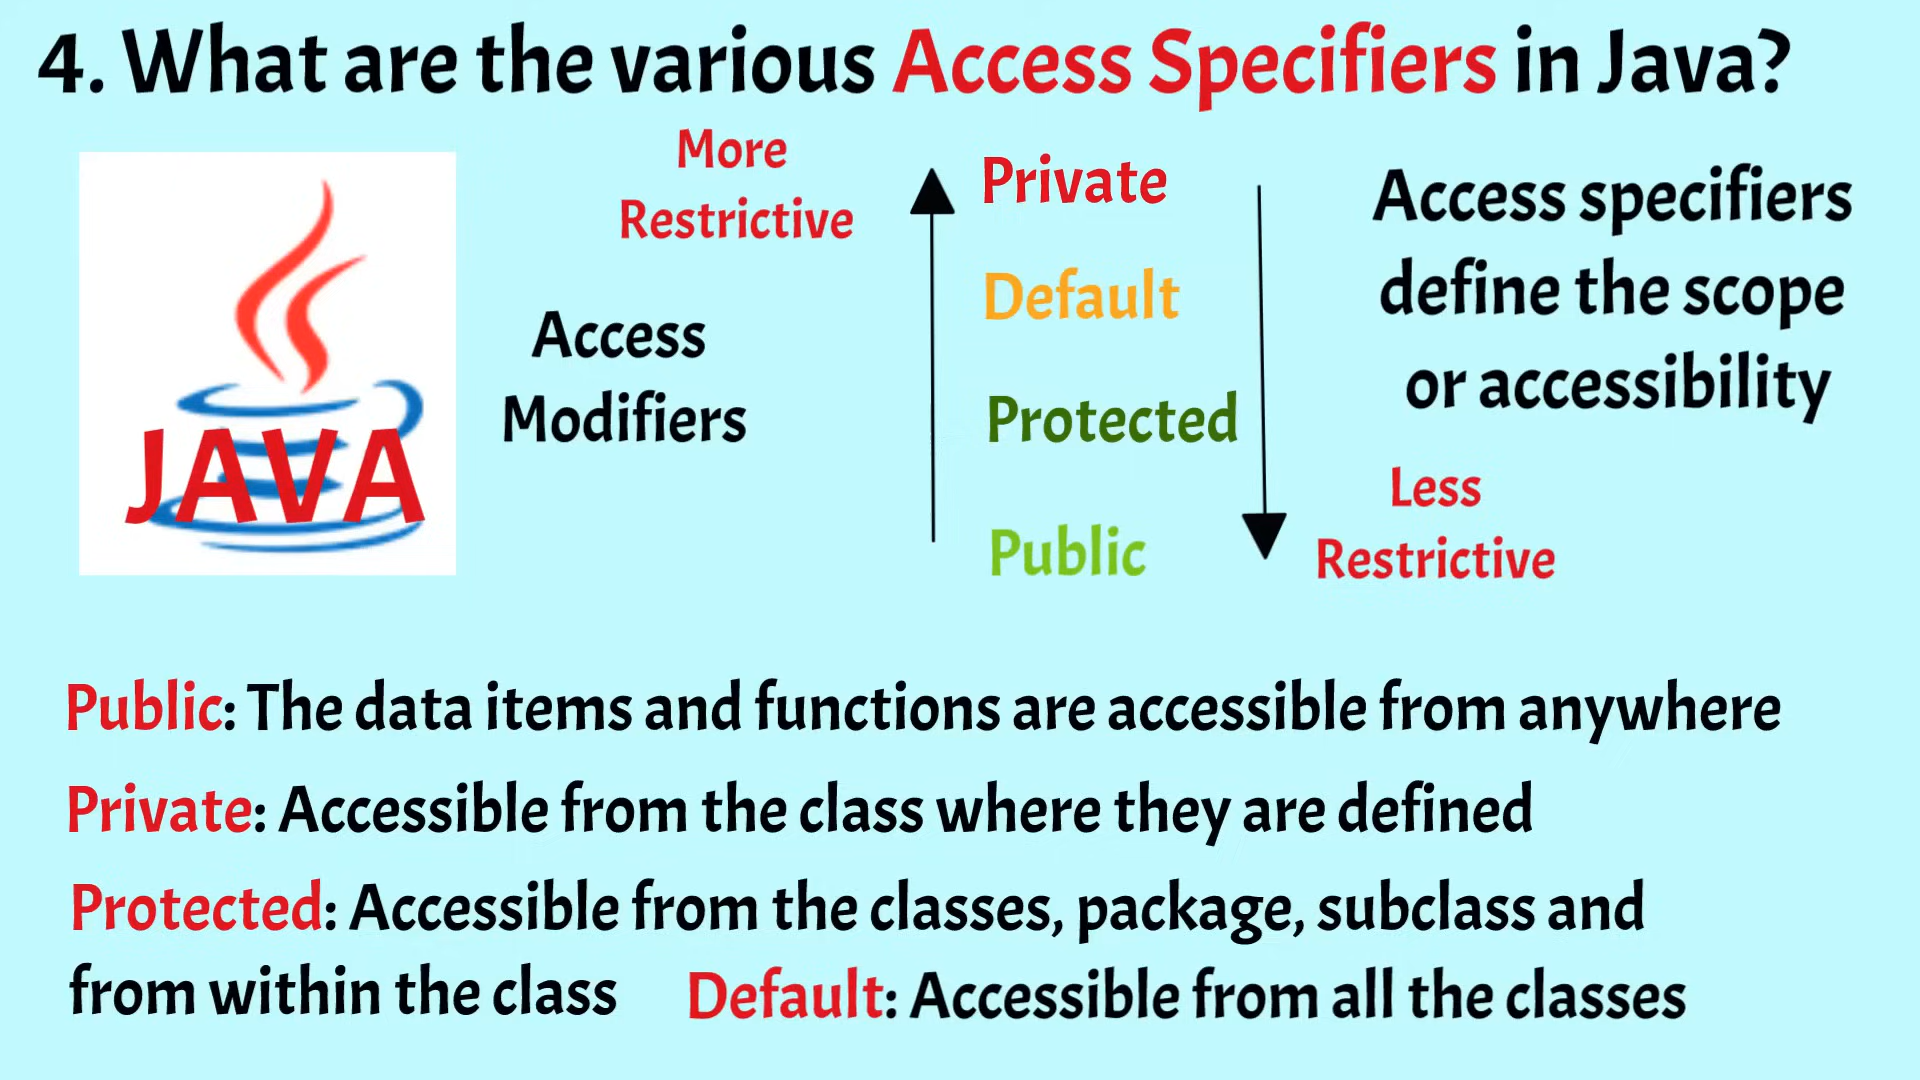 4. What are the various Access Specifiers in Java?
More
Restrictive
Access
Modifiers
JAVA
Private
Default
Protected
Public
Access specifiers
define the scope
or accessibility
Less
Restrictive
Public: The data items and functions are accessible from anywhere
Private: Accessible from the class where they are defined
Protected: Accessible from the classes, package, subclass and
from within the class
Default: Accessible from all the classes